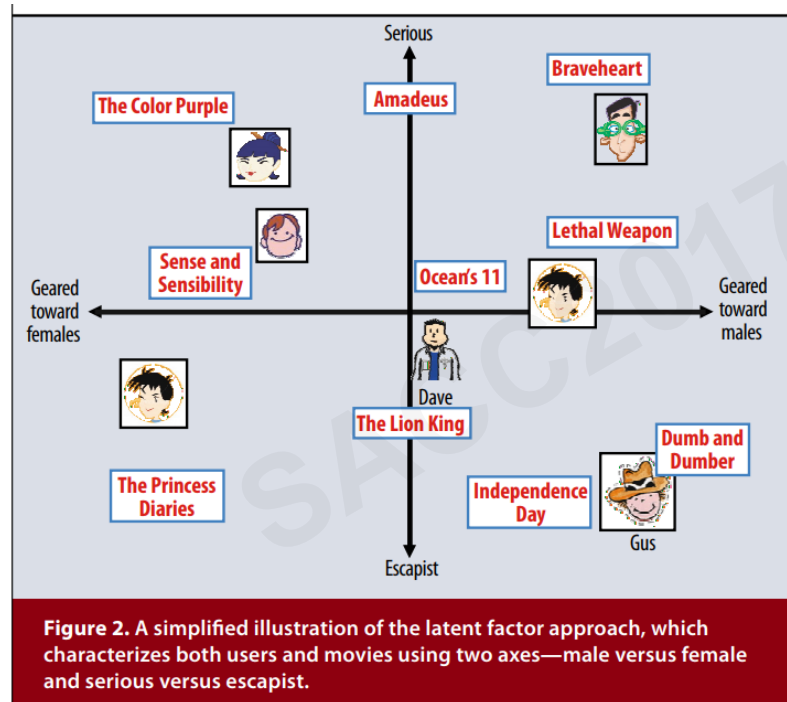 Serious
Braveheart
The Color Purple
Amadeus
Lethal Weapon
Sense and
Sensibility
Ocean's 11
Geared
toward
females
Geared
toward
males
Dave
The Lion King
Dumb and
Dumber
The Princess
Diaries
Independence
Day
Gus
Escapist
SACC2017
Figure 2. A simplified illustration of the latent factor approach, which
characterizes both users and movies using two axes—male versus female
and serious versus escapist.